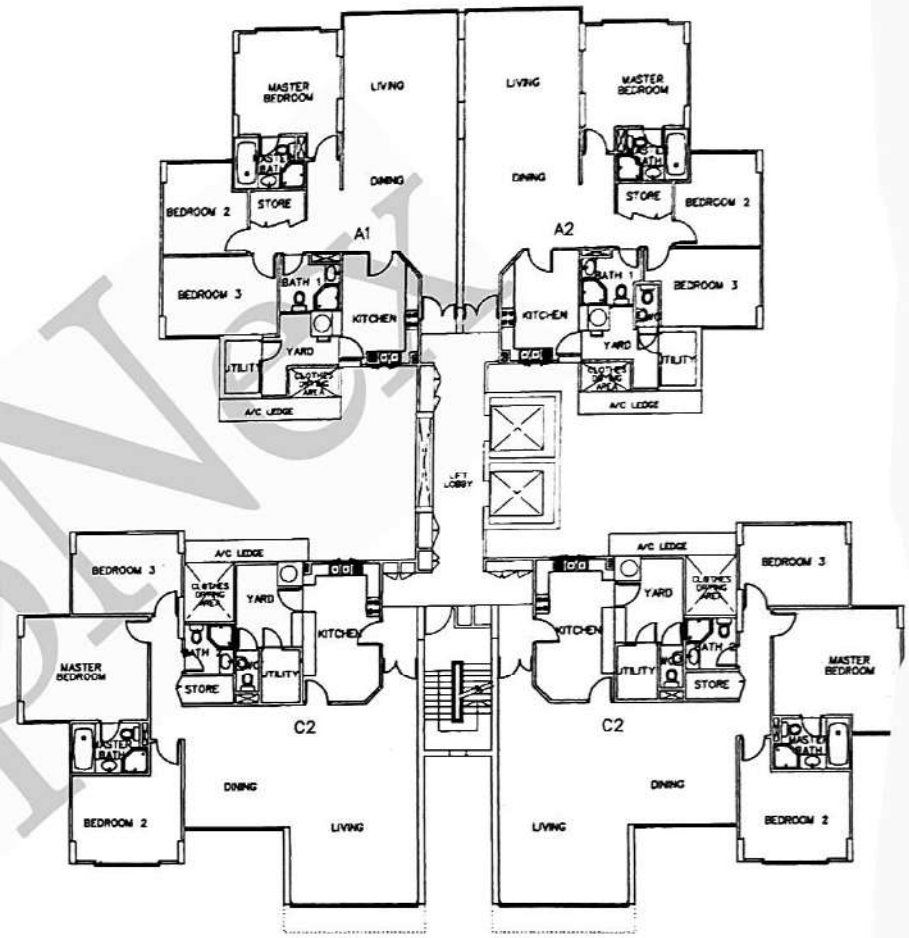 LIVING
LIVING
MASTER
BEDROOM
MASTER
BEDROOM
MASTER
BATH
MASTER
BATH
DINING
DINING
BEDROOM 2
STORE
STORE
BEDROOM 2
A1
A2
BEDROOM 3
BATH 1
BATH 1
BEDROOM 3
KITCHEN
KITCHEN
WC
UTILITY
YARD
YARD
UTILITY
CLOTHES
DRYING
AREA
CLOTHES
DRYING
AREA
A/C LEDGE
A/C LEDGE
LIFT
LOBBY
A/C LEDGE
A/C LEDGE
BEDROOM 3
CLOTHES
DRYING
AREA
YARD
YARD
CLOTHES
DRYING
AREA
BEDROOM 3
KITCHEN
KITCHEN
MASTER
BEDROOM
BATH 2
WC
UTILITY
UTILITY
WC
BATH 2
MASTER
BEDROOM
STORE
STORE
C2
C2
MASTER
BATH
MASTER
BATH
DINING
DINING
BEDROOM 2
LIVING
LIVING
BEDROOM 2